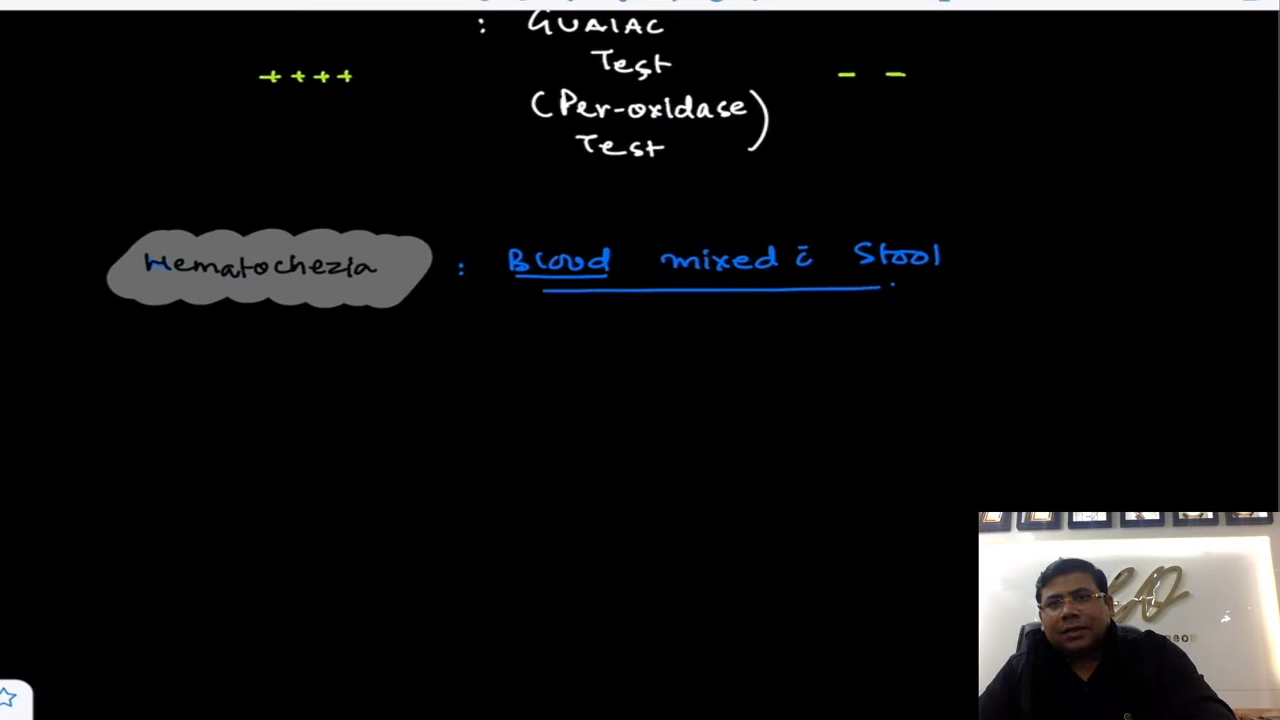 : GUAIAC
Test
++++ - -
(Per-oxidase)
Test
Hematochezia : Blood mixed c̄ Stool